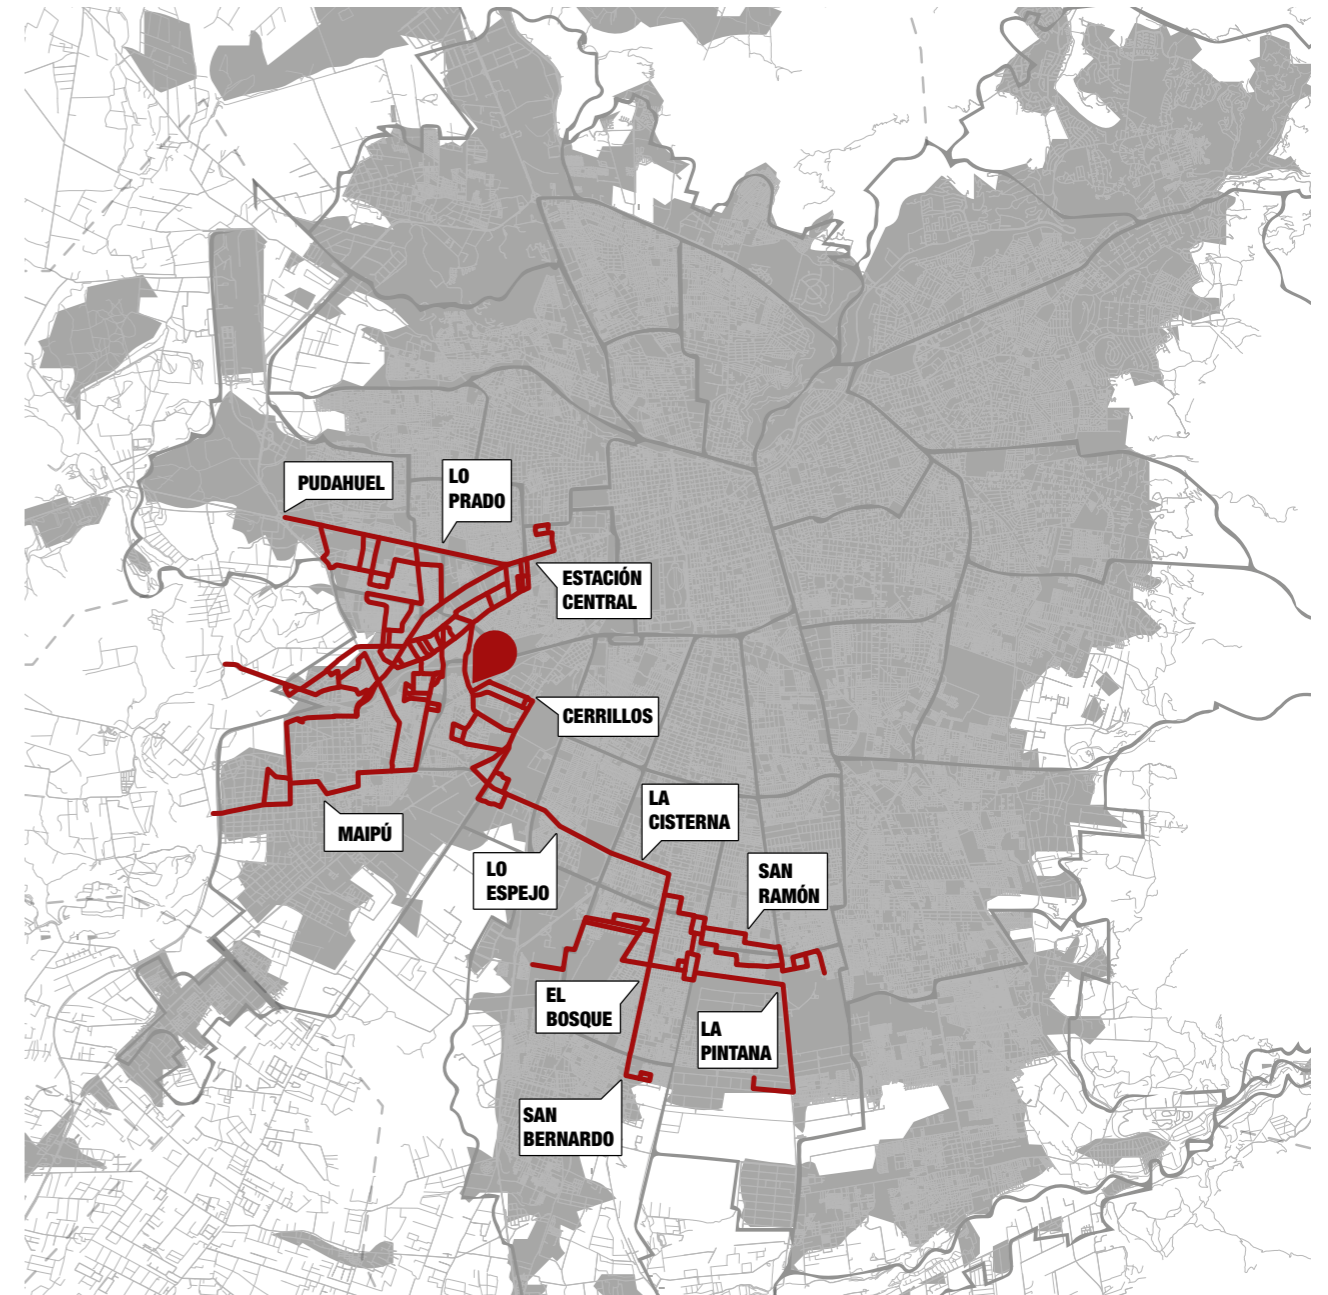 PUDAHUEL
LO
PRADO
ESTACIÓN
CENTRAL
CERRILLOS
MAIPÚ
LA
CISTERNA
LO
ESPEJO
SAN
RAMÓN
EL
BOSQUE
LA
PINTANA
SAN
BERNARDO